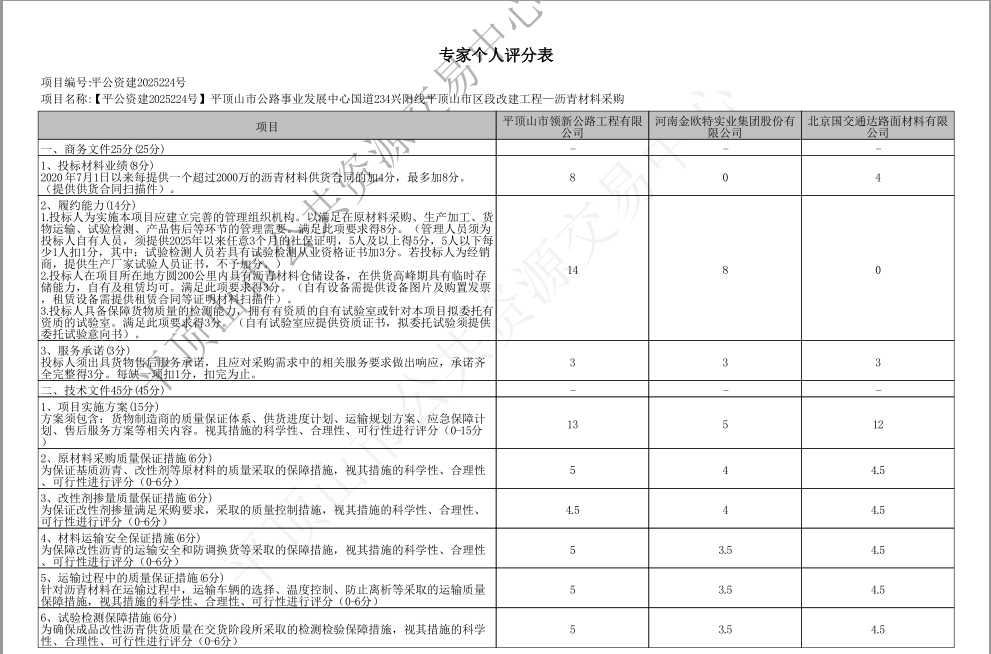 专家个人评分表
项目编号:平公资建2025224号
项目名称:【平公资建2025224号】平顶山市公路事业发展中心国道234兴阳线平顶山市区段改建工程—沥青材料采购
项目 平顶山市领新公路工程有限公司 河南金欧特实业集团股份有限公司 北京国交通达路面材料有限公司
一、商务文件25分(25分) – – –
1、投标材料业绩(8分)
2020年7月1日以来每提供一个超过2000万的沥青材料供货合同的加4分，最多加8分。
（提供供货合同扫描件）。
8 0 4
2、履约能力(14分)
1.投标人为实施本项目应建立完善的管理组织机构。以满足在原材料采购、生产加工、货
物运输、试验检测、产品售后等环节的管理需要。满足此项要求得8分。（管理人员须为
投标人自有人员，须提供2025年以来任意3个月的社保证明，5人及以上得5分，5人以下每
少1人扣1分，其中：试验检测人员若具有试验检测从业资格证书加3分。若投标人为经销
商，提供生产厂家试验人员证书，不予加分。）
2.投标人在项目所在地方圆200公里内具有沥青材料仓储设备，在供货高峰期具有临时存
储能力，自有及租赁均可。满足此项要求得3分。（自有设备需提供设备图片及购置发票
，租赁设备需提供租赁合同等证明材料扫描件）。
3.投标人具备保障货物质量的检测能力，拥有有资质的自有试验室或针对本项目拟委托有
资质的试验室。满足此项要求得3分。（自有试验室应提供资质证书，拟委托试验须提供
委托试验意向书）。
14 8 0
3、服务承诺(3分)
投标人须出具货物售后服务承诺，且应对采购需求中的相关服务要求做出响应，承诺齐
全完整得3分。每缺一项扣1分，扣完为止。
3 3 3
二、技术文件45分(45分) – – –
1、项目实施方案(15分)
方案须包含：货物制造商的质量保证体系、供货进度计划、运输规划方案、应急保障计
划、售后服务方案等相关内容。视其措施的科学性、合理性、可行性进行评分（0-15分
）
13 5 12
2、原材料采购质量保证措施(6分)
为保证基质沥青、改性剂等原材料的质量采取的保障措施，视其措施的科学性、合理性
、可行性进行评分（0-6分）
5 4 4.5
3、改性剂掺量质量保证措施(6分)
为保证改性剂掺量满足采购要求，采取的质量控制措施，视其措施的科学性、合理性、
可行性进行评分（0-6分）
4.5 4 4.5
4、材料运输安全保证措施(6分)
为保障改性沥青的运输安全和防调换货等采取的保障措施，视其措施的科学性、合理性
、可行性进行评分（0-6分）
5 3.5 4.5
5、运输过程中的质量保证措施(6分)
针对沥青材料在运输过程中，运输车辆的选择、温度控制、防止离析等采取的运输质量
保障措施，视其措施的科学性、合理性、可行性进行评分（0-6分）
5 3.5 4.5
6、试验检测保障措施(6分)
为确保成品改性沥青供货质量在交货阶段所采取的检测检验保障措施，视其措施的科学
性、合理性、可行性进行评分（0-6分）
5 3.5 4.5
平顶山市公共资源交易中心
平顶山市公共资源交易中心